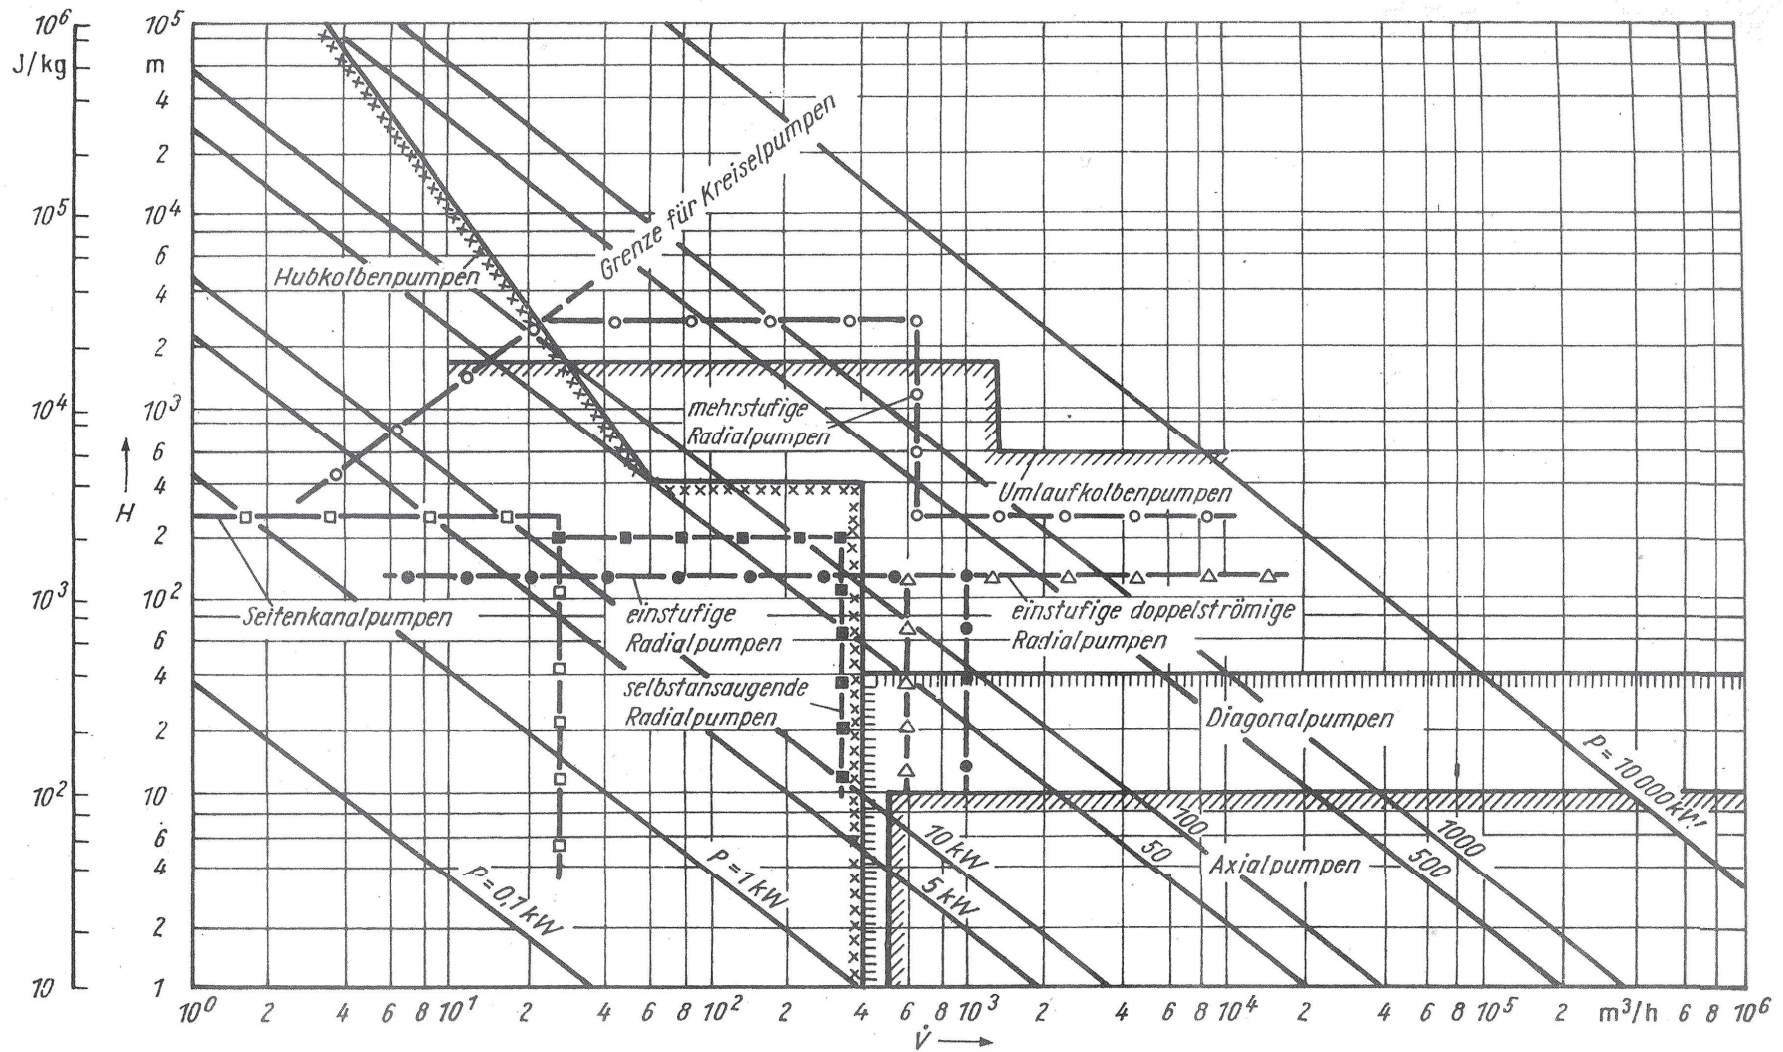 10⁶
J/kg
10⁵
10⁴
10³
10²
10
10⁵
m
4
2
10⁴
6
4
2
10³
6
4
2
10²
6
4
2
10
6
4
2
1
H
Grenze für Kreiselpumpen
Hubkolbenpumpen
mehrstufige
Radialpumpen
Umlaufkolbenpumpen
Seitenkanalpumpen
einstufige
Radialpumpen
einstufige doppelströmige
Radialpumpen
selbstansaugende
Radialpumpen
Diagonalpumpen
Axialpumpen
P=0,1 kW
P=1 kW
5 kW
10 kW
50
100
500
1000
P=10000kW
10⁰ 2 4 6 8 10¹ 2 4 6 8 10² 2 4 6 8 10³ 2 4 6 8 10⁴ 2 4 6 8 10⁵ 2 m³/h 6 8 10⁶
V̇